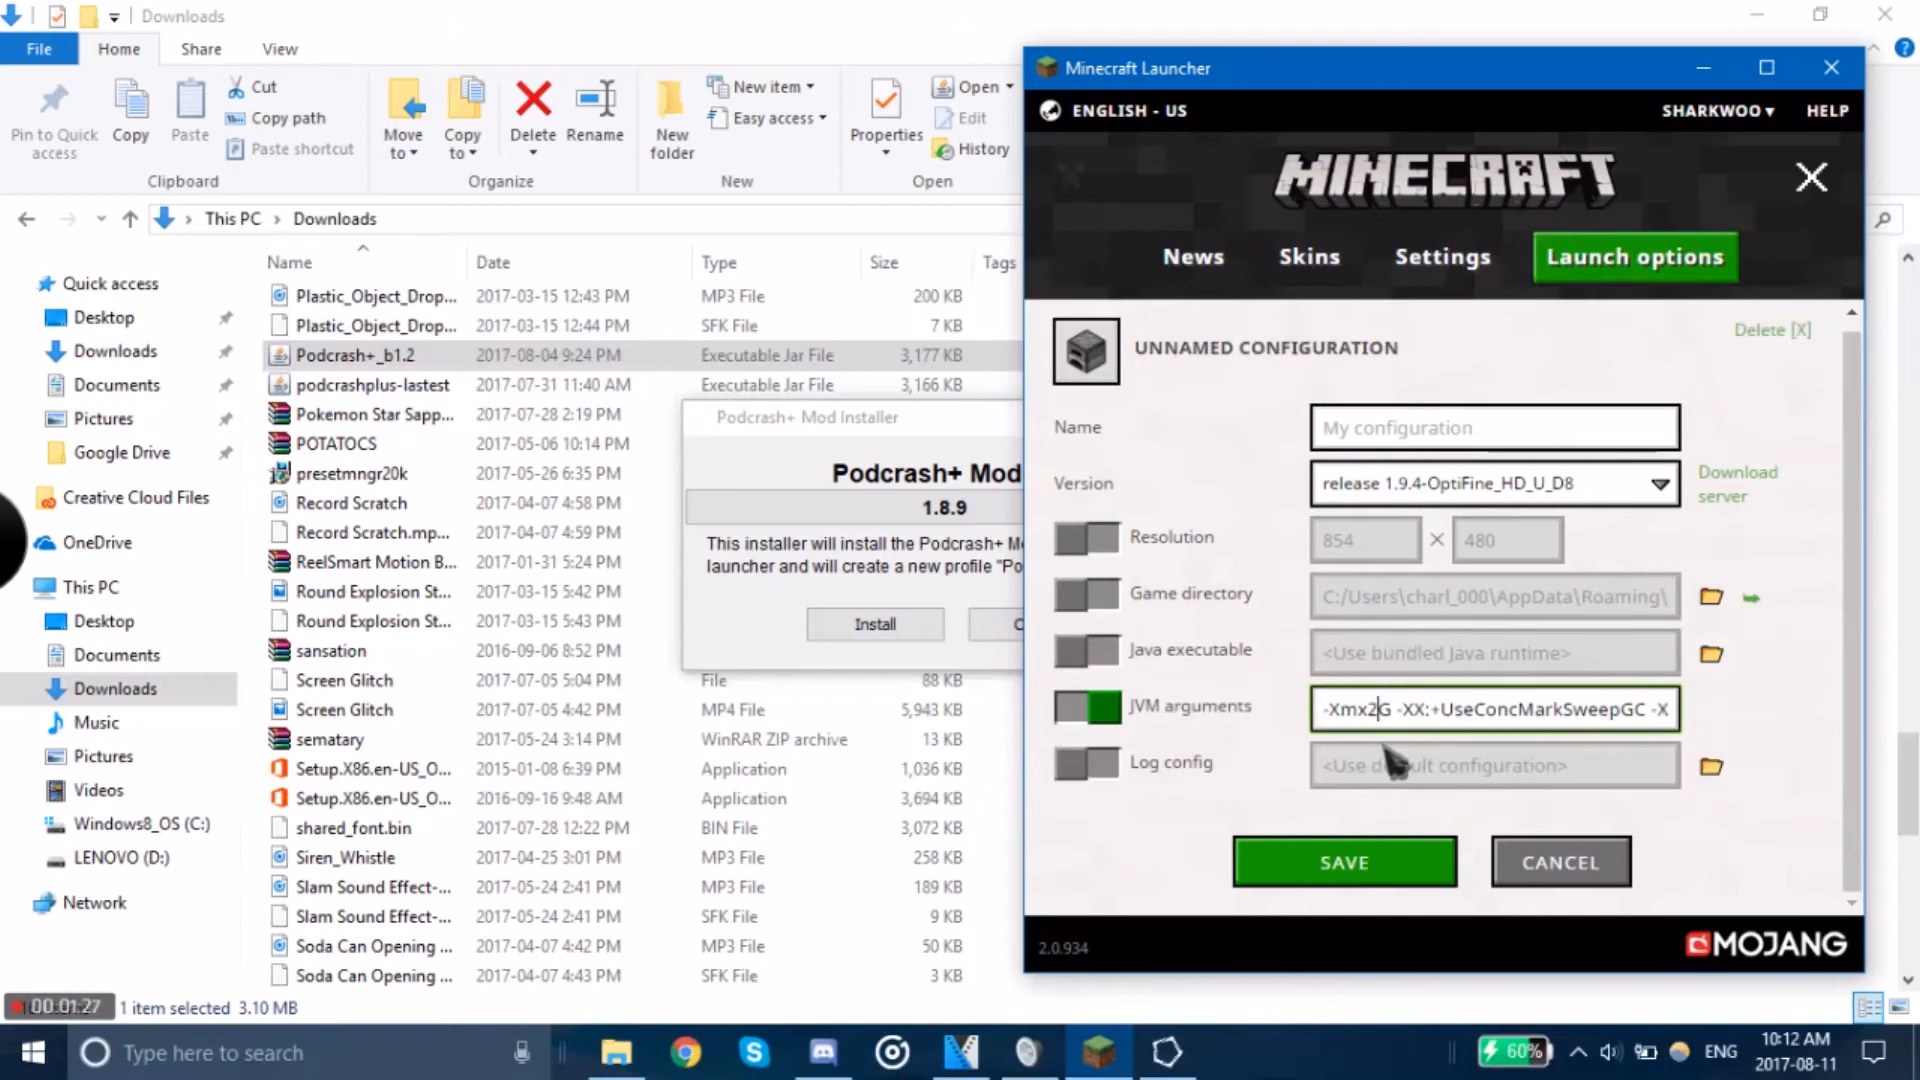 Downloads
File Home Share View
Pin to Quick access
Copy
Paste
Cut
Copy path
Paste shortcut
Clipboard
Move to
Copy to
Delete
Rename
Organize
New folder
New item
Easy access
New
Properties
Open
Edit
History
Open
This PC > Downloads
Name Date Type Size Tags
Quick access
Desktop
Downloads
Documents
Pictures
Google Drive
Creative Cloud Files
OneDrive
This PC
Desktop
Documents
Downloads
Music
Pictures
Videos
Windows8_OS (C:)
LENOVO (D:)
Network
Plastic_Object_Drop... 2017-03-15 12:43 PM MP3 File 200 KB
Plastic_Object_Drop... 2017-03-15 12:44 PM SFK File 7 KB
Podcrash+_b1.2 2017-08-04 9:24 PM Executable Jar File 3,177 KB
podcrashplus-lastest 2017-07-31 11:40 AM Executable Jar File 3,166 KB
Pokemon Star Sapp... 2017-07-28 2:19 PM
POTATOCS 2017-05-06 10:14 PM
presetmngr20k 2017-05-26 6:35 PM
Record Scratch 2017-04-07 4:58 PM
Record Scratch.mp... 2017-04-07 4:59 PM
ReelSmart Motion B... 2017-01-31 5:24 PM
Round Explosion St... 2017-03-15 5:42 PM
Round Explosion St... 2017-03-15 5:43 PM
sansation 2016-09-06 8:52 PM
Screen Glitch 2017-07-05 5:04 PM File 88 KB
Screen Glitch 2017-07-05 4:42 PM MP4 File 5,943 KB
sematary 2017-05-24 3:14 PM WinRAR ZIP archive 13 KB
Setup.X86.en-US_O... 2015-01-08 6:39 PM Application 1,036 KB
Setup.X86.en-US_O... 2016-09-16 9:48 AM Application 3,694 KB
shared_font.bin 2017-07-28 12:22 PM BIN File 3,072 KB
Siren_Whistle 2017-04-25 3:01 PM MP3 File 258 KB
Slam Sound Effect-... 2017-05-24 2:41 PM MP3 File 189 KB
Slam Sound Effect-... 2017-05-24 2:41 PM SFK File 9 KB
Soda Can Opening ... 2017-04-07 4:42 PM MP3 File 50 KB
Soda Can Opening ... 2017-04-07 4:43 PM SFK File 3 KB
Podcrash+ Mod Installer
Podcrash+ Mod
1.8.9
This installer will install the Podcrash+ M
launcher and will create a new profile "Po
Install
Minecraft Launcher
ENGLISH - US SHARKWOO HELP
MINECRAFT
News Skins Settings Launch options
Delete [X]
UNNAMED CONFIGURATION
Name My configuration
Version release 1.9.4-OptiFine_HD_U_D8 Download server
Resolution 854 × 480
Game directory C:/Users\charl_000\AppData\Roaming\
Java executable <Use bundled Java runtime>
JVM arguments -Xmx2G -XX:+UseConcMarkSweepGC -X
Log config <Use default configuration>
SAVE CANCEL
2.0.934 MOJANG
00:01:27 1 item selected 3.10 MB
Type here to search
60% ENG
10:12 AM
2017-08-11